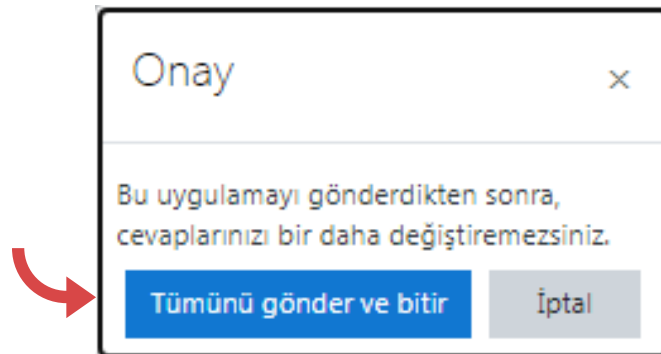 Onay
×
Bu uygulamayı gönderdikten sonra,
cevaplarınızı bir daha değiştiremezsiniz.
Tümünü gönder ve bitir
İptal